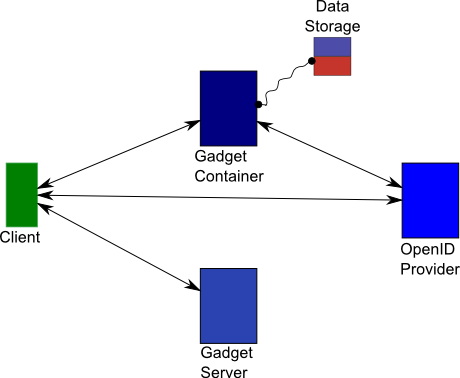 Data
Storage
Gadget
Container
Client
OpenID
Provider
Gadget
Server